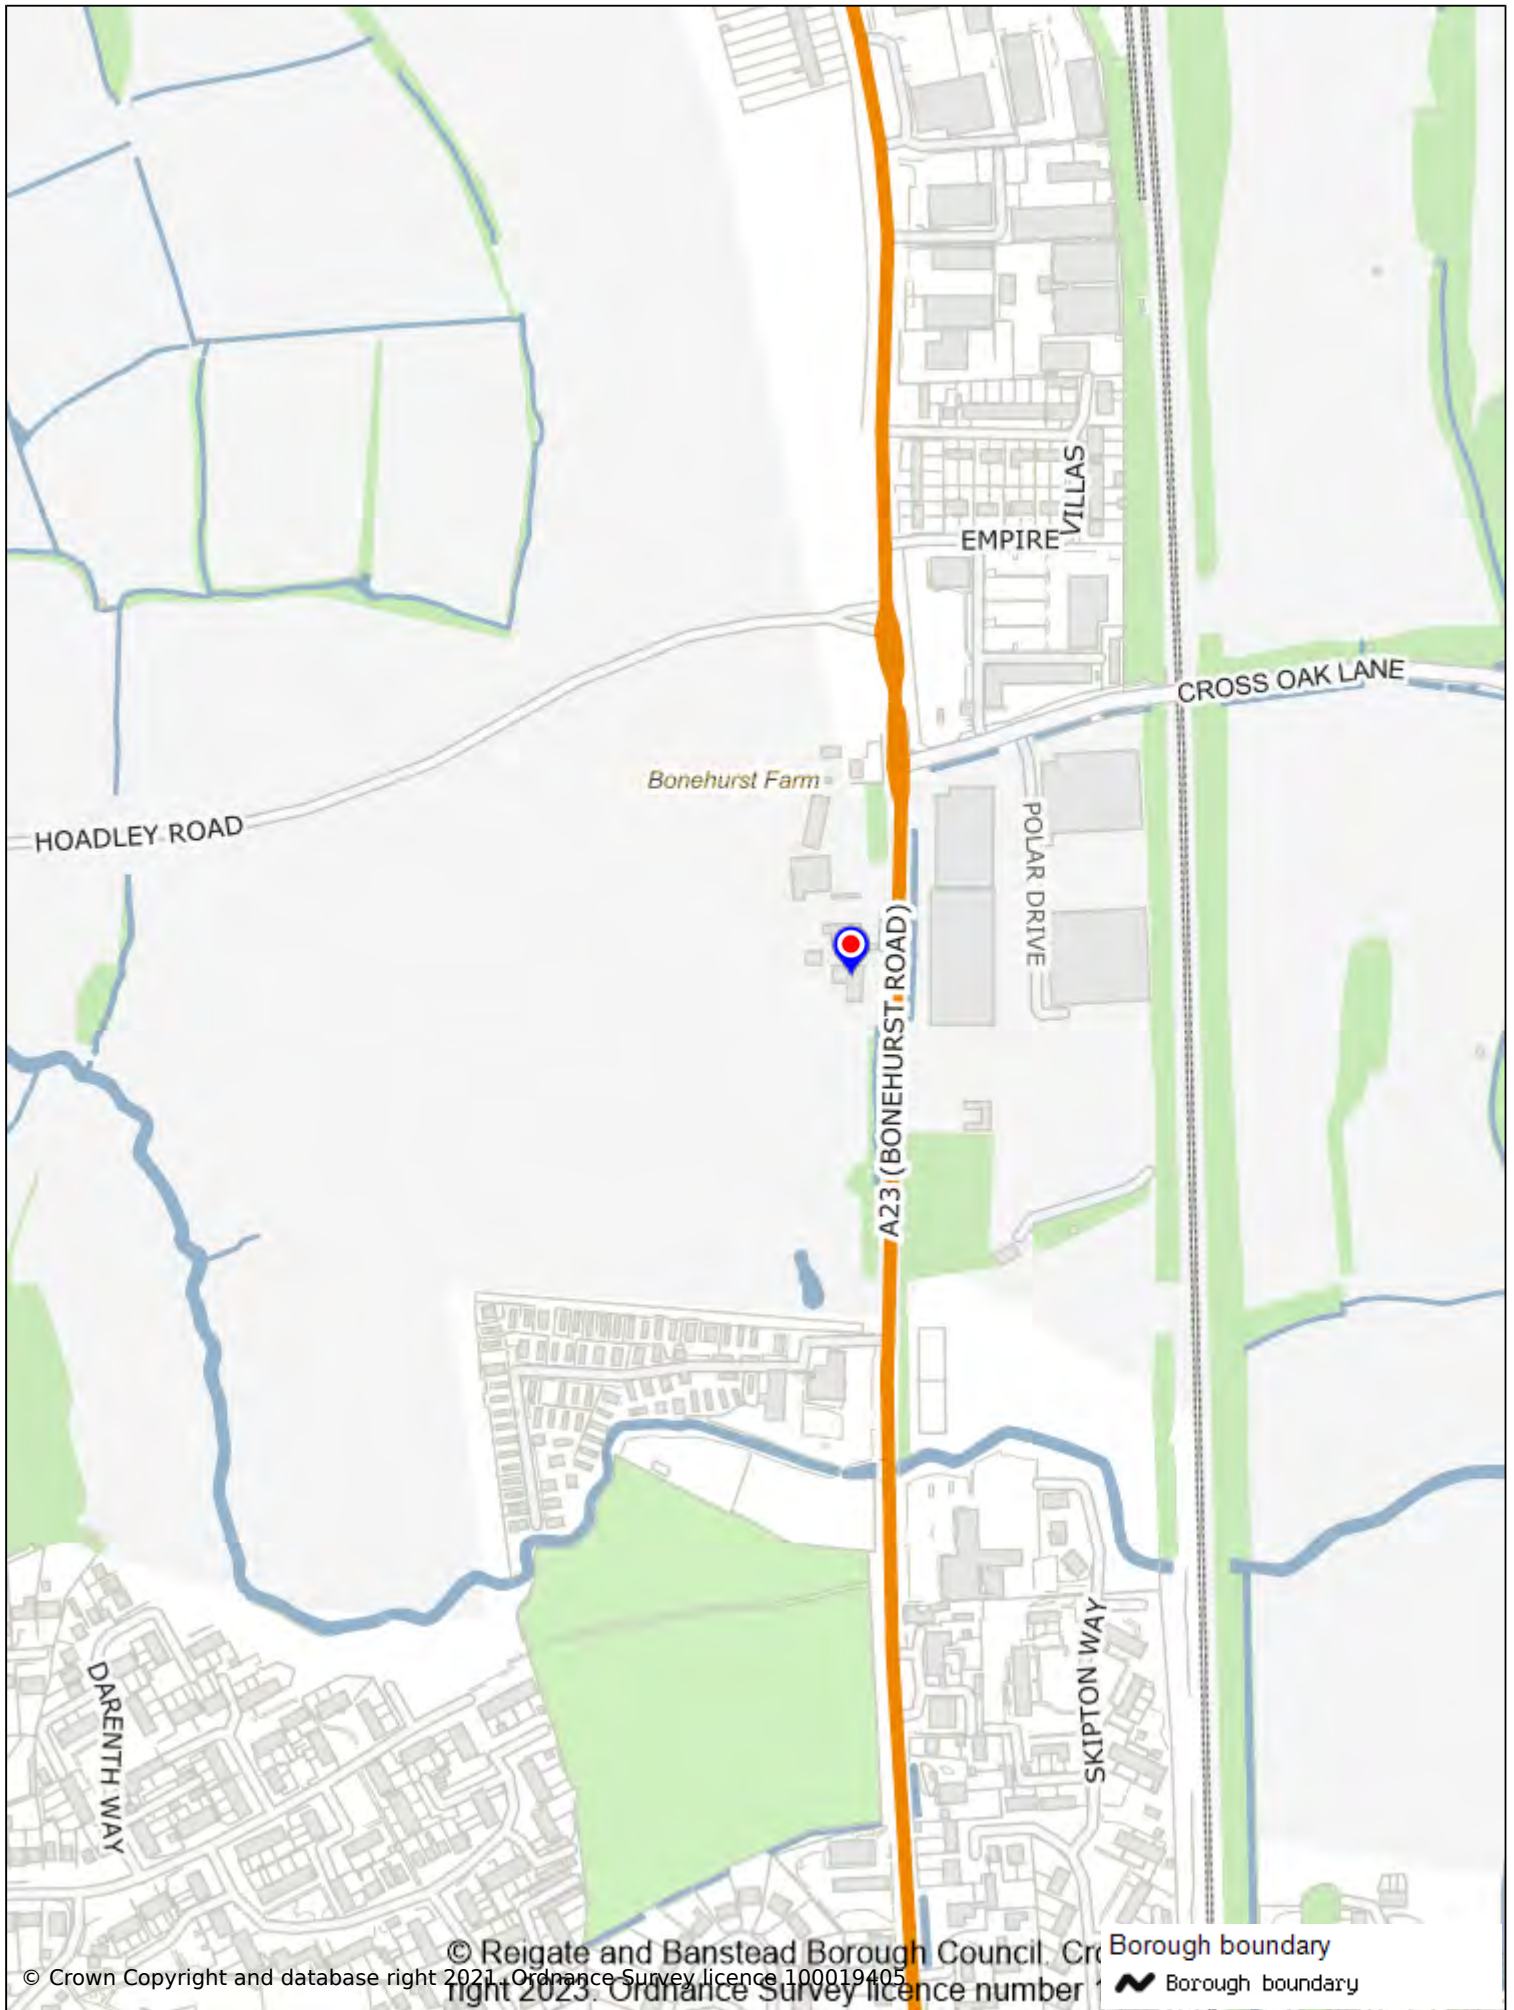 EMPIRE
VILLAS
CROSS OAK LANE
Bonehurst Farm
HOADLEY ROAD
POLAR DRIVE
A23 (BONEHURST ROAD)
SKIPTON WAY
DARENTH WAY
© Reigate and Banstead Borough Council. Cro
right 2023. Ordnance Survey licence number
© Crown Copyright and database right 2021. Ordnance Survey licence 100019405
Borough boundary
Borough boundary